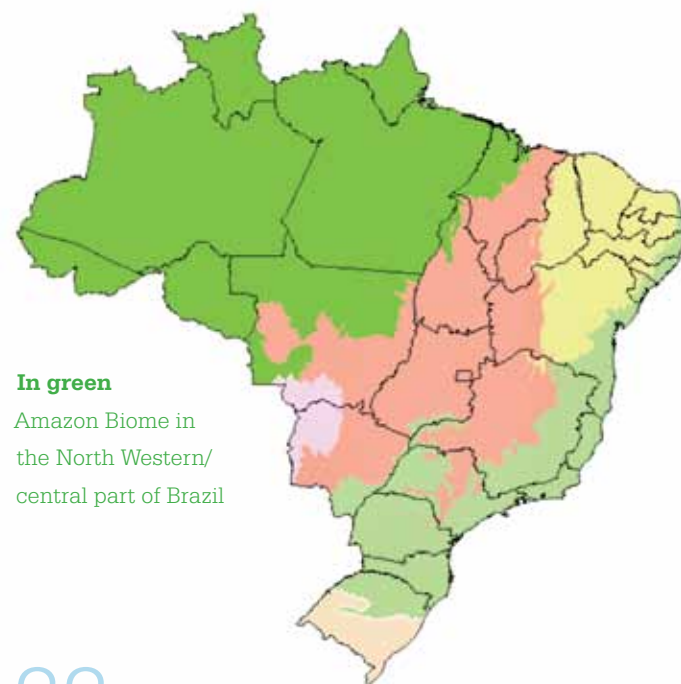 In green
Amazon Biome in
the North Western/
central part of Brazil